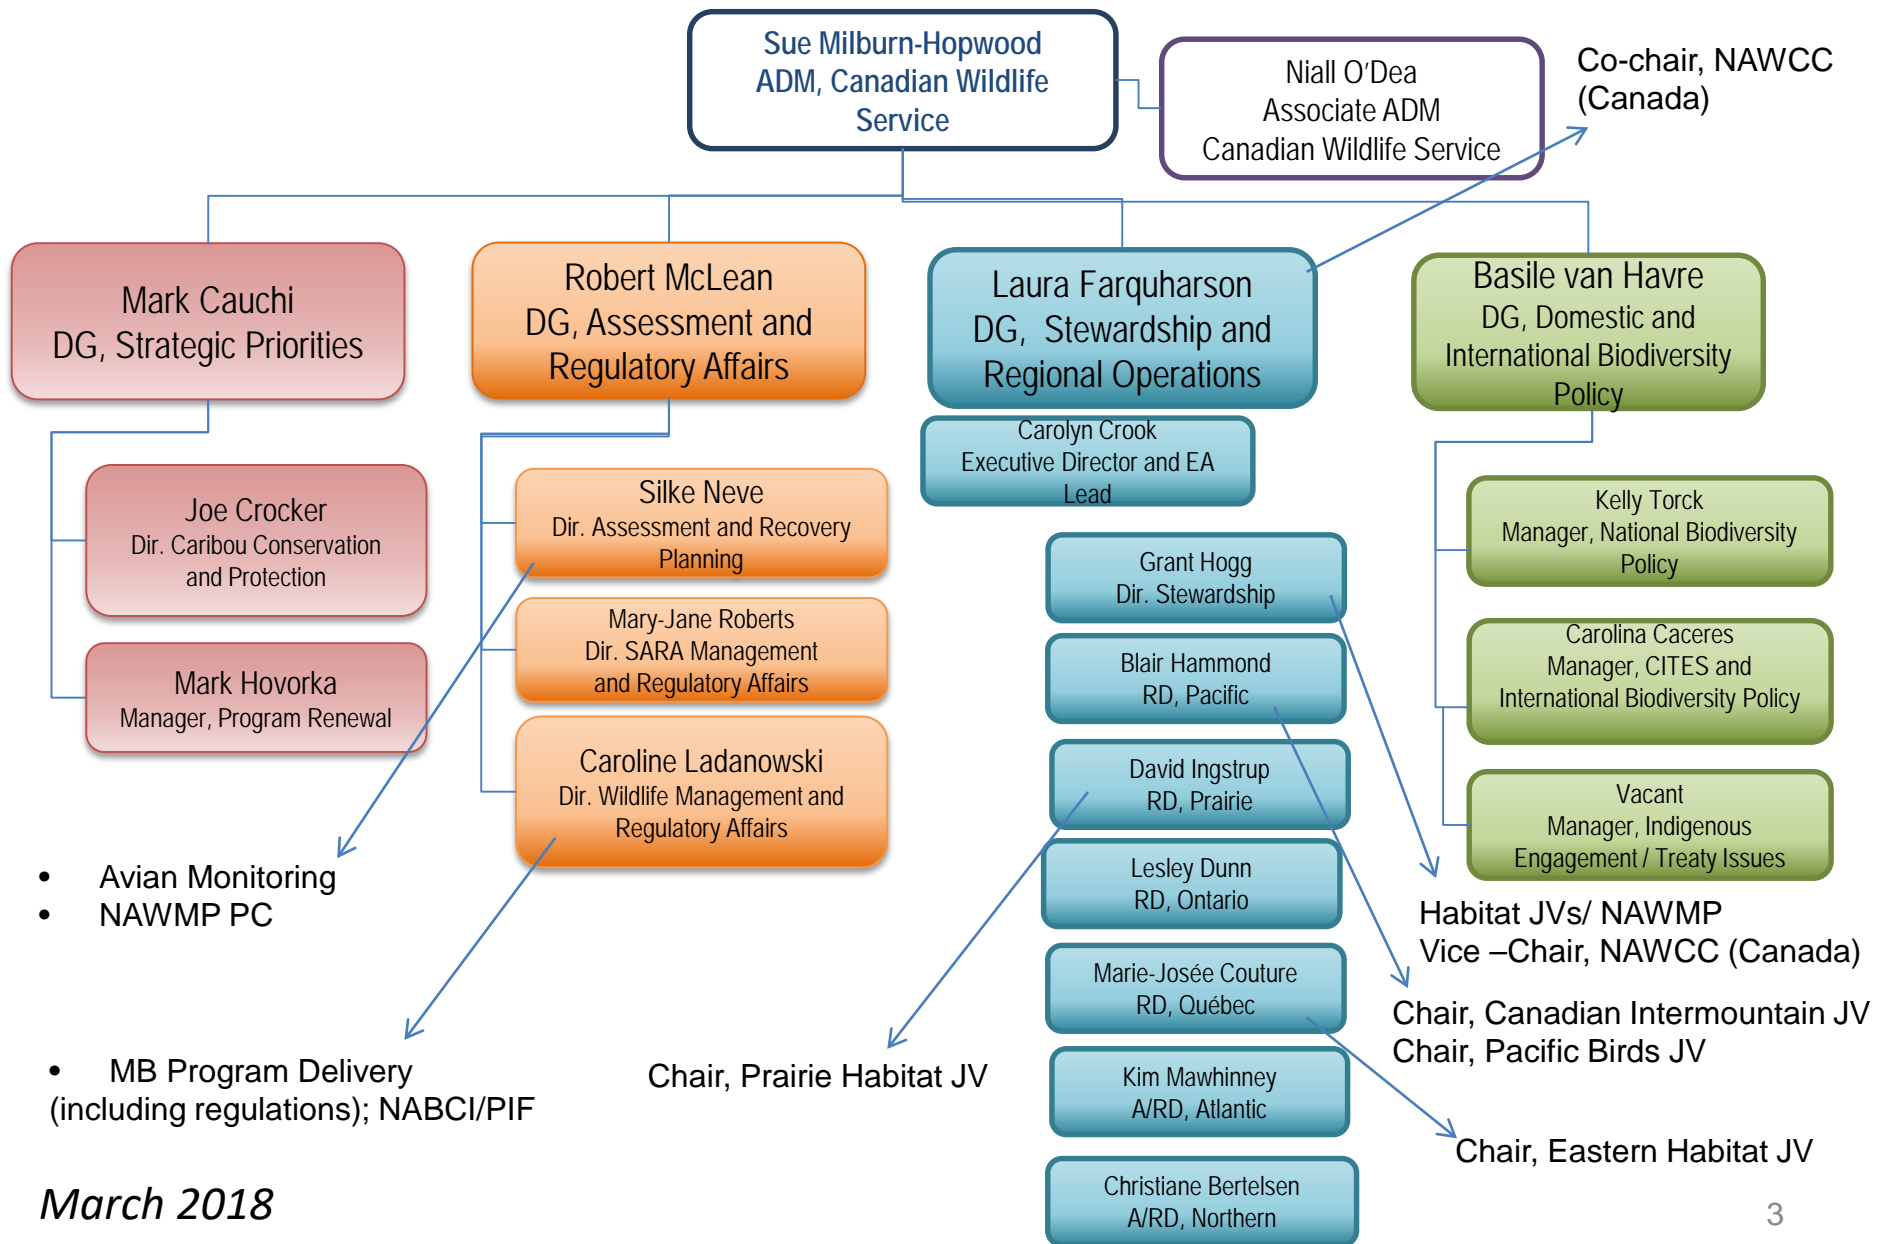 Sue Milburn-Hopwood
ADM, Canadian Wildlife
Service
Niall O'Dea
Associate ADM
Canadian Wildlife Service
Co-chair, NAWCC
(Canada)
Mark Cauchi
DG, Strategic Priorities
Robert McLean
DG, Assessment and
Regulatory Affairs
Laura Farquharson
DG, Stewardship and
Regional Operations
Basile van Havre
DG, Domestic and
International Biodiversity
Policy
Joe Crocker
Dir. Caribou Conservation
and Protection
Mark Hovorka
Manager, Program Renewal
Silke Neve
Dir. Assessment and Recovery
Planning
Mary-Jane Roberts
Dir. SARA Management
and Regulatory Affairs
Caroline Ladanowski
Dir. Wildlife Management and
Regulatory Affairs
Carolyn Crook
Executive Director and EA
Lead
Grant Hogg
Dir. Stewardship
Blair Hammond
RD, Pacific
David Ingstrup
RD, Prairie
Lesley Dunn
RD, Ontario
Marie-Josée Couture
RD, Québec
Kim Mawhinney
A/RD, Atlantic
Christiane Bertelsen
A/RD, Northern
Kelly Torck
Manager, National Biodiversity
Policy
Carolina Caceres
Manager, CITES and
International Biodiversity Policy
Vacant
Manager, Indigenous
Engagement / Treaty Issues
• Avian Monitoring
• NAWMP PC
• MB Program Delivery
(including regulations); NABCI/PIF
Chair, Prairie Habitat JV
Habitat JVs/ NAWMP
Vice –Chair, NAWCC (Canada)
Chair, Canadian Intermountain JV
Chair, Pacific Birds JV
Chair, Eastern Habitat JV
March 2018
3